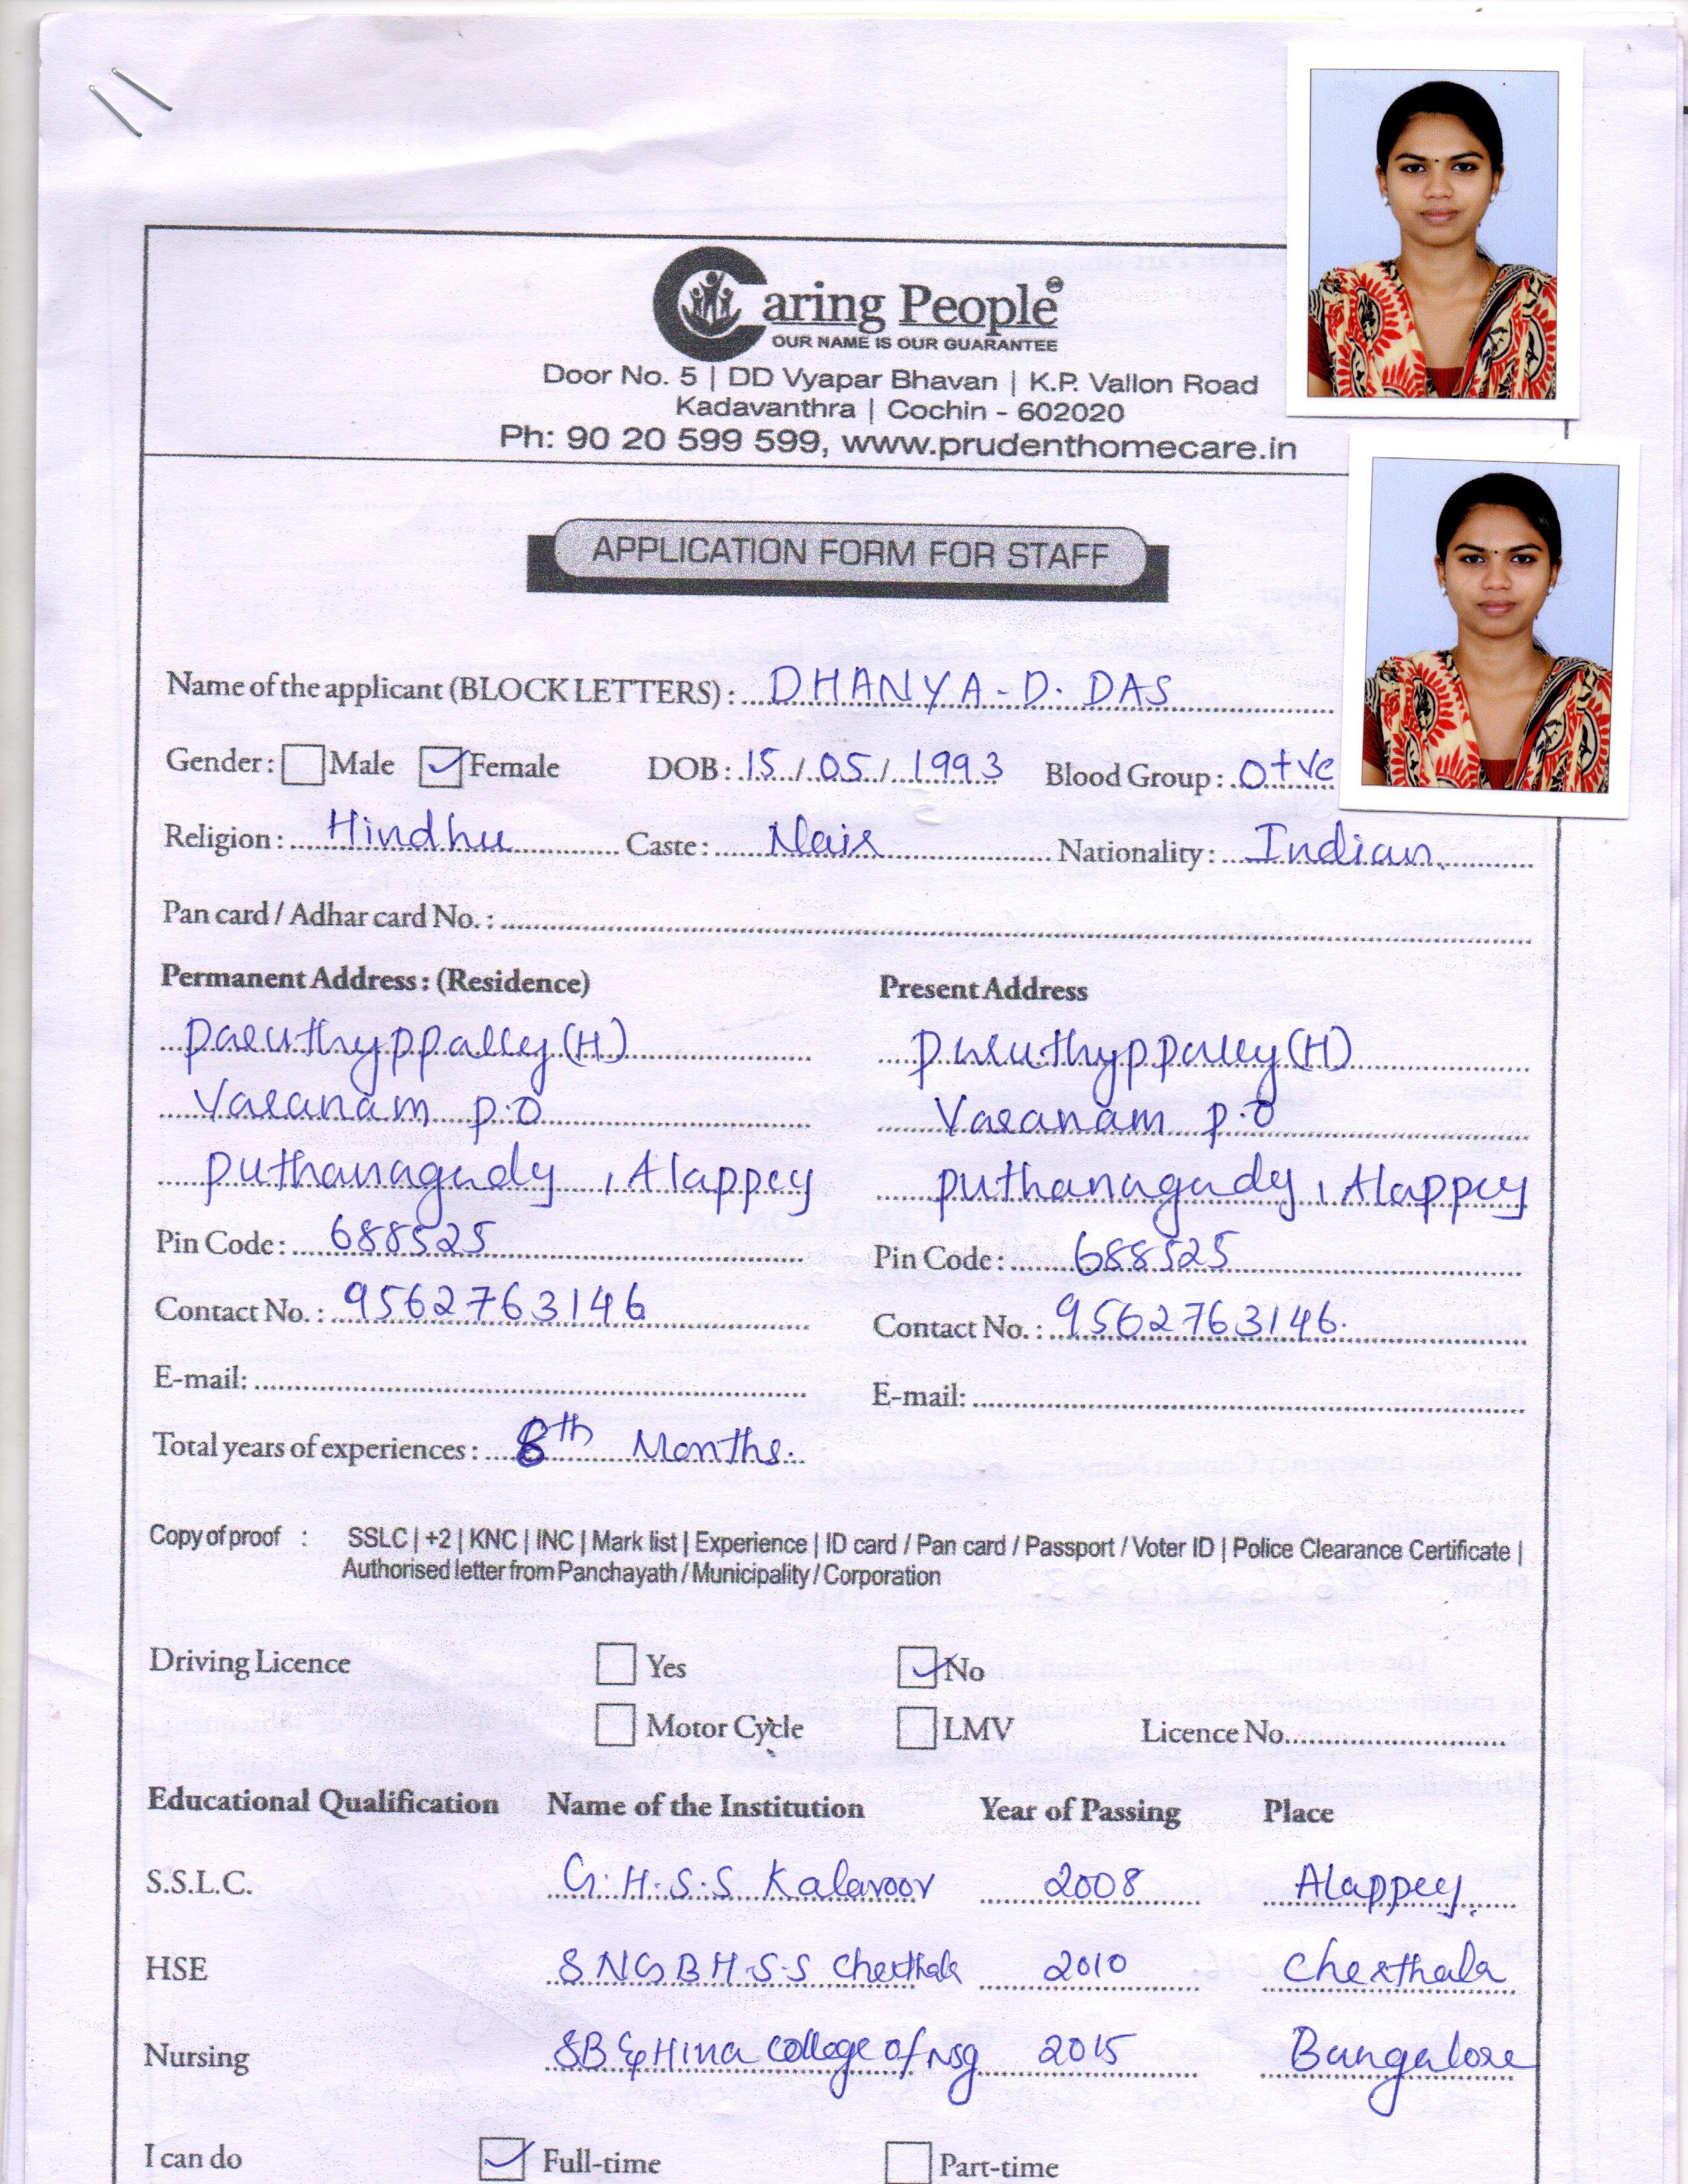 Caring People
OUR NAME IS OUR GUARANTEE
Door No. 5 | DD Vyapar Bhavan | K.P. Vallon Road
Kadavanthra | Cochin - 602020
Ph: 90 20 599 599, www.prudenthomecare.in
APPLICATION FORM FOR STAFF
Name of the applicant (BLOCK LETTERS) : DHANYA - D. DAS
Gender : Male Female DOB : 15 / 05 / 1993 Blood Group : O+ve
Religion : Hindhu Caste : Nair Nationality : Indian
Pan card / Adhar card No. :
Permanent Address : (Residence) Present Address
Paruthyppally (H) Paruthyppally (H)
Varanam P.O Varanam P.O
Puthanagady , Alappey Puthanagady , Alappey
Pin Code : 688525 Pin Code : 688525
Contact No. : 9562763146 Contact No. : 9562763146.
E-mail: E-mail:
Total years of experiences : 8th Months.
Copy of proof : SSLC | +2 | KNC | INC | Mark list | Experience | ID card / Pan card / Passport / Voter ID | Police Clearance Certificate |
Authorised letter from Panchayath / Municipality / Corporation
Driving Licence Yes No
Motor Cycle LMV Licence No.
Educational Qualification Name of the Institution Year of Passing Place
S.S.L.C. G.H.S.S Kalavoor 2008 Alappey
HSE SNGBHSS Cherthala 2010 Cherthala
Nursing college of Nsg 2015 Bangalore
I can do Full-time Part-time